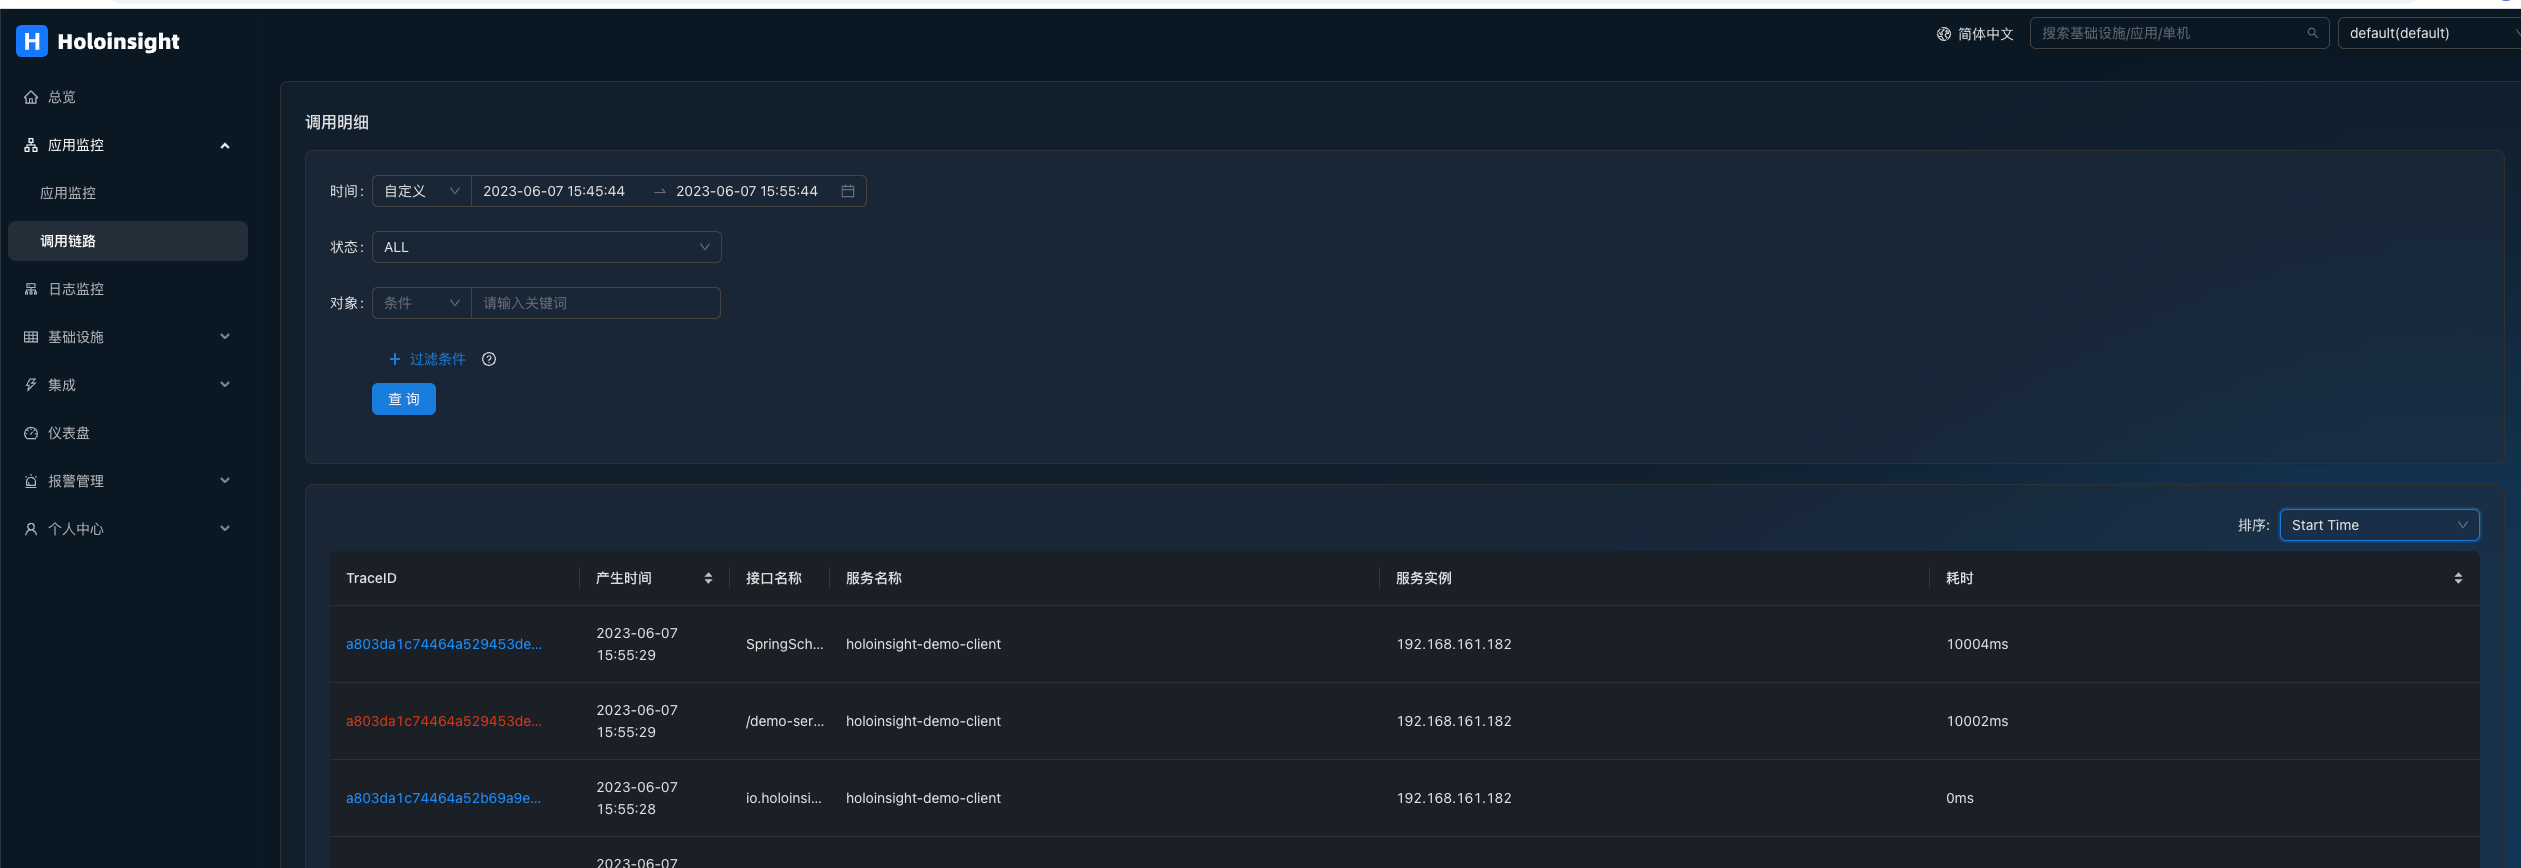 H Holoinsight
简体中文
搜索基础设施/应用/单机
default(default)
总览
应用监控
应用监控
调用链路
日志监控
基础设施
集成
仪表盘
报警管理
个人中心
调用明细
时间: 自定义 2023-06-07 15:45:44 → 2023-06-07 15:55:44
状态: ALL
对象: 条件 请输入关键词
+ 过滤条件 ?
查 询
排序: Start Time
TraceID 产生时间 接口名称 服务名称 服务实例 耗时
a803da1c74464a529453de... 2023-06-07 15:55:29 SpringSch... holoinsight-demo-client 192.168.161.182 10004ms
a803da1c74464a529453de... 2023-06-07 15:55:29 /demo-ser... holoinsight-demo-client 192.168.161.182 10002ms
a803da1c74464a52b69a9e... 2023-06-07 15:55:28 io.holoinsi... holoinsight-demo-client 192.168.161.182 0ms
2023-06-07